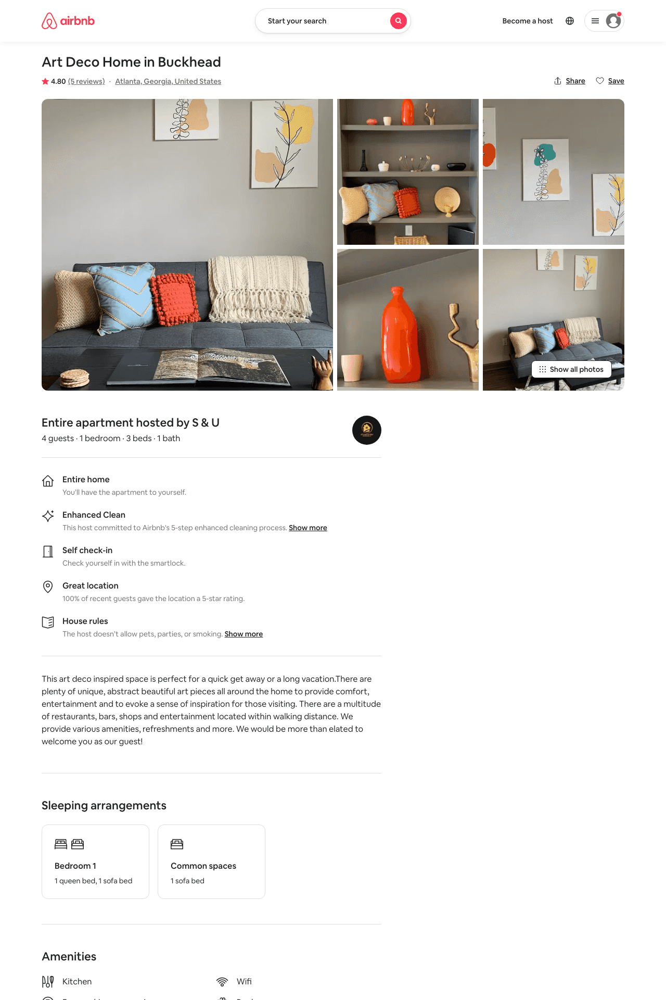 airbnb
Start your search
Become a host
Art Deco Home in Buckhead
4.80 (5 reviews) · Atlanta, Georgia, United States
Share
Save
Show all photos
Entire apartment hosted by S & U
4 guests · 1 bedroom · 3 beds · 1 bath
Entire home
You’ll have the apartment to yourself.
Enhanced Clean
This host committed to Airbnb's 5-step enhanced cleaning process. Show more
Self check-in
Check yourself in with the smartlock.
Great location
100% of recent guests gave the location a 5-star rating.
House rules
The host doesn’t allow pets, parties, or smoking. Show more
This art deco inspired space is perfect for a quick get away or a long vacation.There are
plenty of unique, abstract beautiful art pieces all around the home to provide comfort,
entertainment and to evoke a sense of inspiration for those visiting. There are a multitude
of restaurants, bars, shops and entertainment located within walking distance. We
provide various amenities, refreshments and more. We would be more than elated to
welcome you as our guest!
Sleeping arrangements
Bedroom 1
1 queen bed, 1 sofa bed
Common spaces
1 sofa bed
Amenities
Kitchen
Wifi